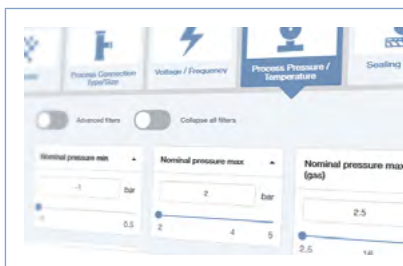 Process Connection
Type/Size
Voltage / Frequency
Process Pressure /
Temperature
Sealing
Advanced filters
Collapse all filters
Nominal pressure min
-1
bar
-1
0.5
Nominal pressure max
2
bar
2
4
5
Nominal pressure max
(gas)
2.5
2.5
16